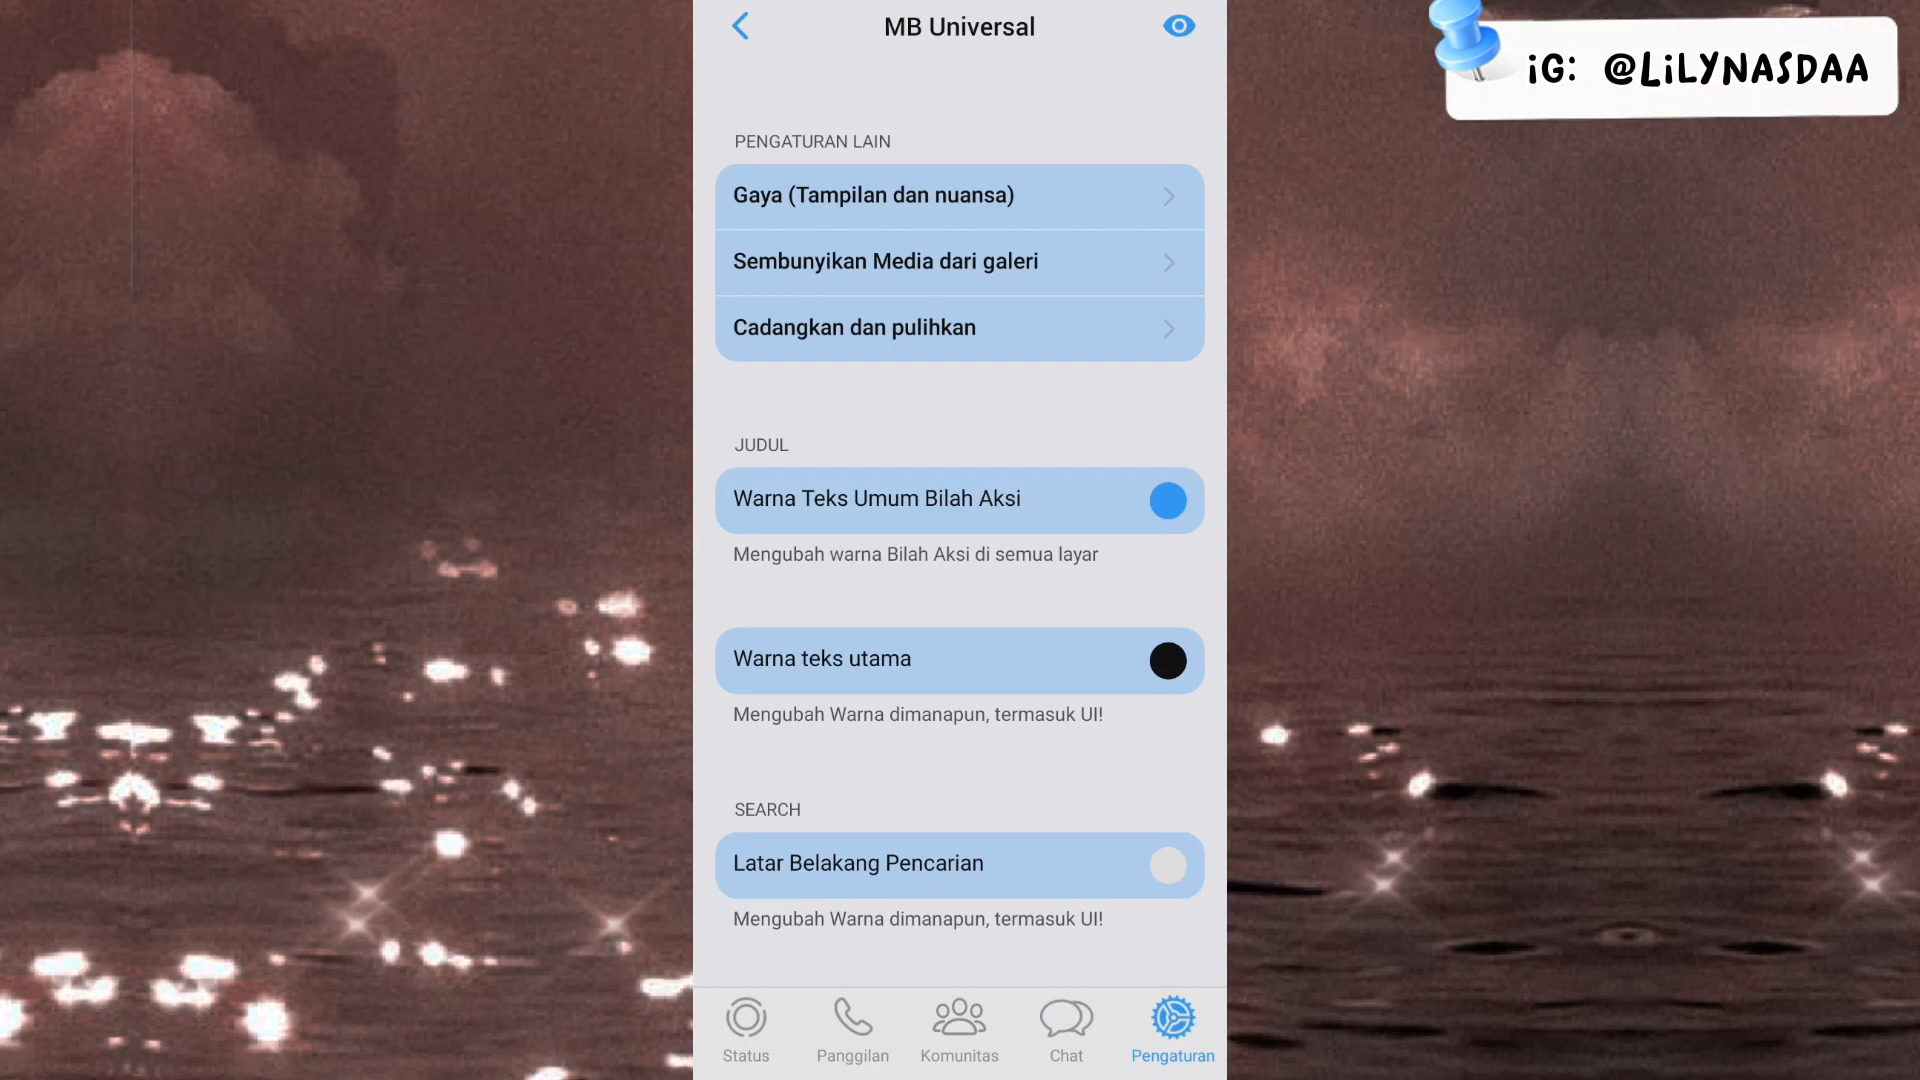 MB Universal
iG: @LiLYNASDAA
PENGATURAN LAIN
Gaya (Tampilan dan nuansa)
Sembunyikan Media dari galeri
Cadangkan dan pulihkan
JUDUL
Warna Teks Umum Bilah Aksi
Mengubah warna Bilah Aksi di semua layar
Warna teks utama
Mengubah Warna dimanapun, termasuk UI!
SEARCH
Latar Belakang Pencarian
Mengubah Warna dimanapun, termasuk UI!
Status
Panggilan
Komunitas
Chat
Pengaturan